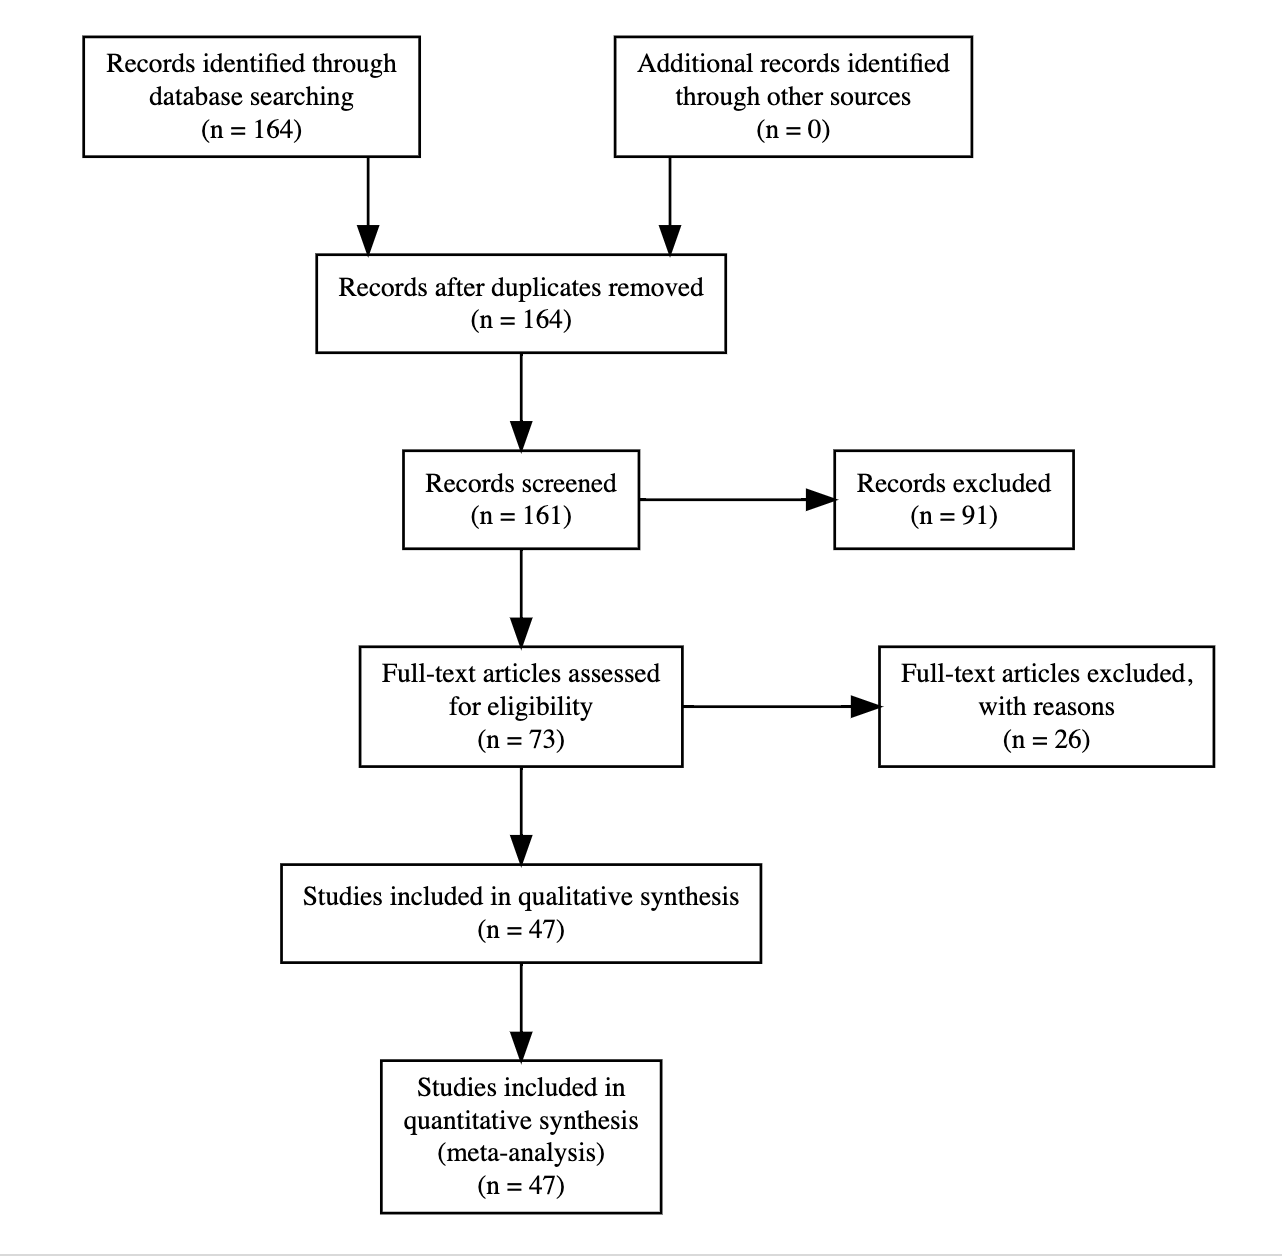 Records identified through
database searching
(n = 164)
Additional records identified
through other sources
(n = 0)
Records after duplicates removed
(n = 164)
Records screened
(n = 161)
Records excluded
(n = 91)
Full-text articles assessed
for eligibility
(n = 73)
Full-text articles excluded,
with reasons
(n = 26)
Studies included in qualitative synthesis
(n = 47)
Studies included in
quantitative synthesis
(meta-analysis)
(n = 47)